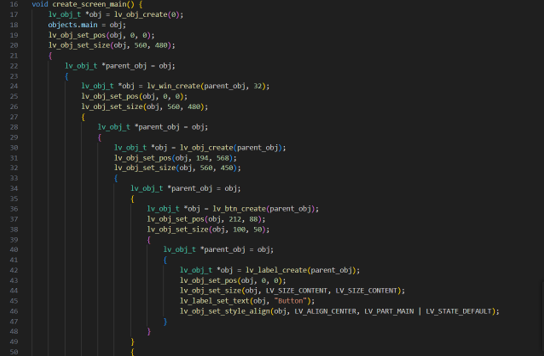 16 void create_screen_main() {
17 lv_obj_t *obj = lv_obj_create(0);
18 objects.main = obj;
19 lv_obj_set_pos(obj, 0, 0);
20 lv_obj_set_size(obj, 560, 480);
21 {
22 lv_obj_t *parent_obj = obj;
23 {
24 lv_obj_t *obj = lv_win_create(parent_obj, 32);
25 lv_obj_set_pos(obj, 0, 0);
26 lv_obj_set_size(obj, 560, 480);
27 {
28 lv_obj_t *parent_obj = obj;
29 {
30 lv_obj_t *obj = lv_obj_create(parent_obj);
31 lv_obj_set_pos(obj, 194, 568);
32 lv_obj_set_size(obj, 560, 450);
33 {
34 lv_obj_t *parent_obj = obj;
35 {
36 lv_obj_t *obj = lv_btn_create(parent_obj);
37 lv_obj_set_pos(obj, 212, 88);
38 lv_obj_set_size(obj, 100, 50);
39 {
40 lv_obj_t *parent_obj = obj;
41 {
42 lv_obj_t *obj = lv_label_create(parent_obj);
43 lv_obj_set_pos(obj, 0, 0);
44 lv_obj_set_size(obj, LV_SIZE_CONTENT, LV_SIZE_CONTENT);
45 lv_label_set_text(obj, "Button");
46 lv_obj_set_style_align(obj, LV_ALIGN_CENTER, LV_PART_MAIN | LV_STATE_DEFAULT);
47 }
48 }
49 }
50 {